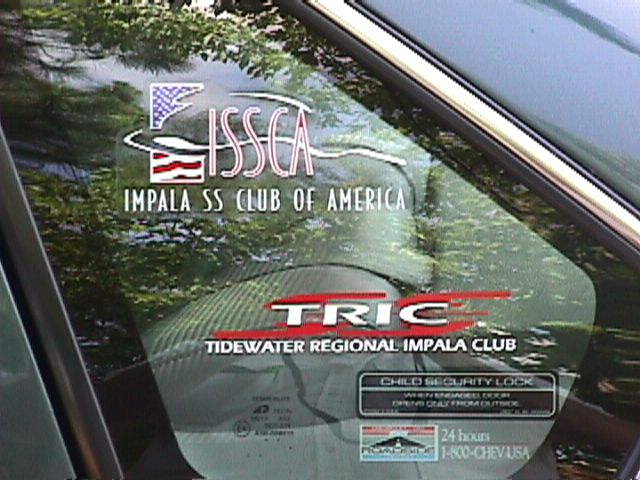 ISSCA
IMPALA SS CLUB OF AMERICA
TRIC
TIDEWATER REGIONAL IMPALA CLUB
CHILD SECURITY LOCK
WHEN ENGAGED, DOOR
OPENS ONLY FROM OUTSIDE
ROADSIDE
24 hours
1-800-CHEV-USA